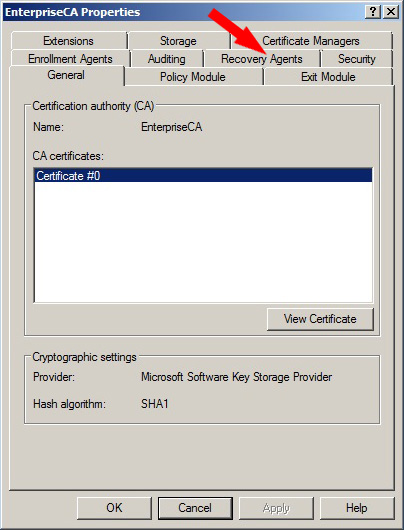 EnterpriseCA Properties
Extensions Storage Certificate Managers
Enrollment Agents Auditing Recovery Agents Security
General Policy Module Exit Module
Certification authority (CA)
Name: EnterpriseCA
CA certificates:
Certificate #0
View Certificate
Cryptographic settings
Provider: Microsoft Software Key Storage Provider
Hash algorithm: SHA1
OK Cancel Apply Help